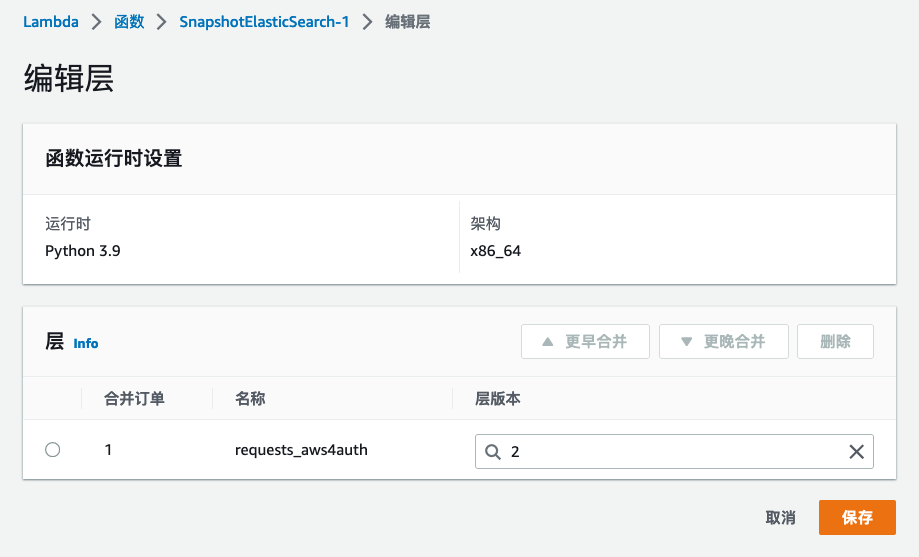 Lambda > 函数 > SnapshotElasticSearch-1 > 编辑层
编辑层
函数运行时设置
运行时 架构
Python 3.9 x86_64
层 Info ▲ 更早合并 ▼ 更晚合并 删除
合并订单 名称 层版本
1 requests_aws4auth 2
取消 保存